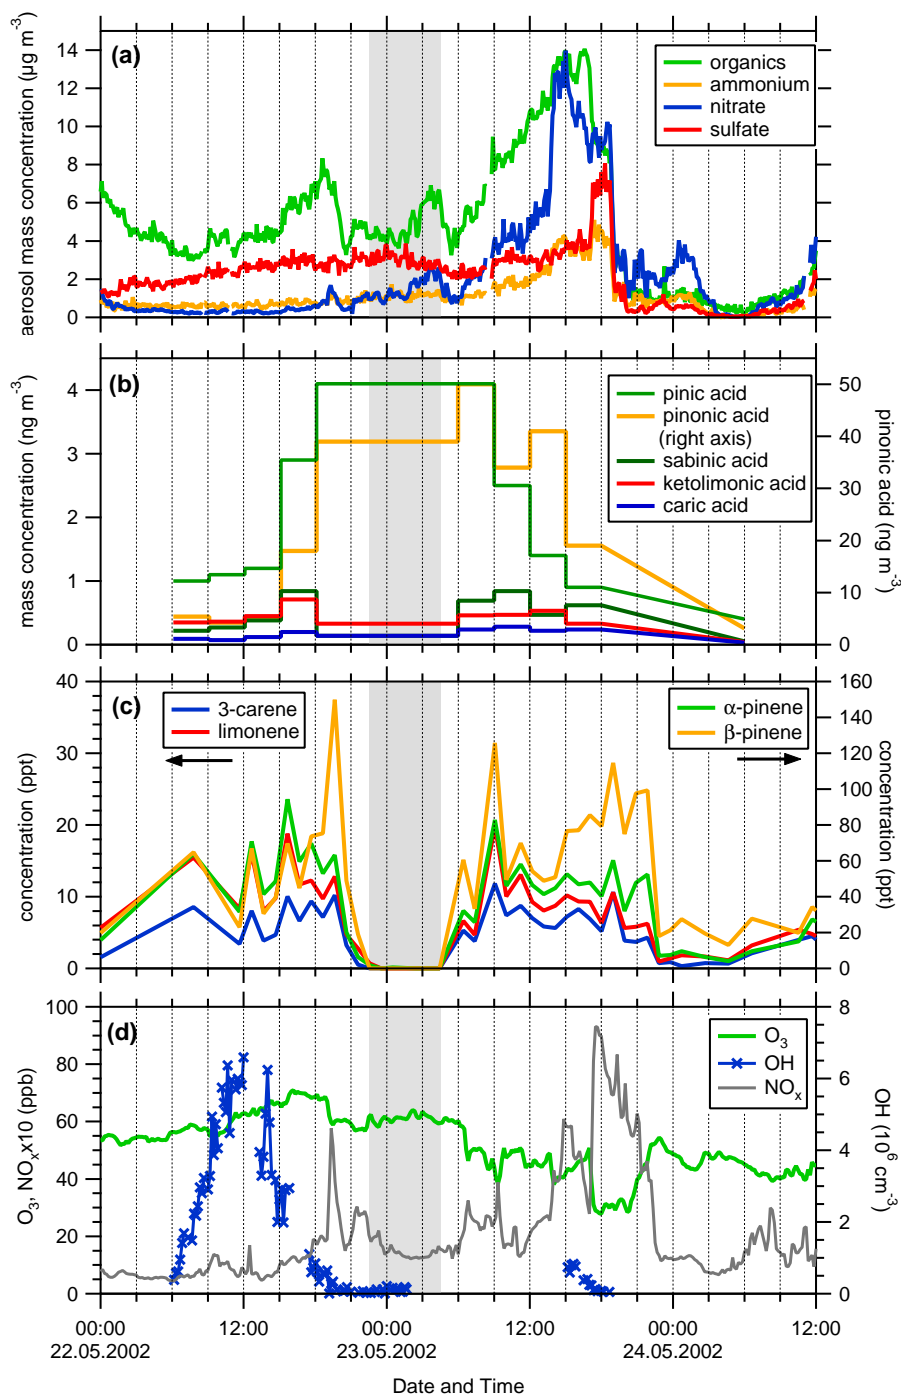 (a)
aerosol mass concentration (µg m⁻³)
14
12
10
8
6
4
2
0
organics
ammonium
nitrate
sulfate
(b)
mass concentration (ng m⁻³)
4
3
2
1
0
pinic acid
pinonic acid
(right axis)
sabinic acid
ketolimonic acid
caric acid
50
40
30
20
10
0
pinonic acid (ng m⁻³)
(c)
concentration (ppt)
40
30
20
10
0
3-carene
limonene
α-pinene
β-pinene
160
140
120
100
80
60
40
20
0
concentration (ppt)
(d)
O₃, NOₓx10 (ppb)
100
80
60
40
20
0
O₃
OH
NOₓ
8
6
4
2
0
OH (10⁶ cm⁻³)
00:00 12:00 00:00 12:00 00:00 12:00
22.05.2002 23.05.2002 24.05.2002
Date and Time